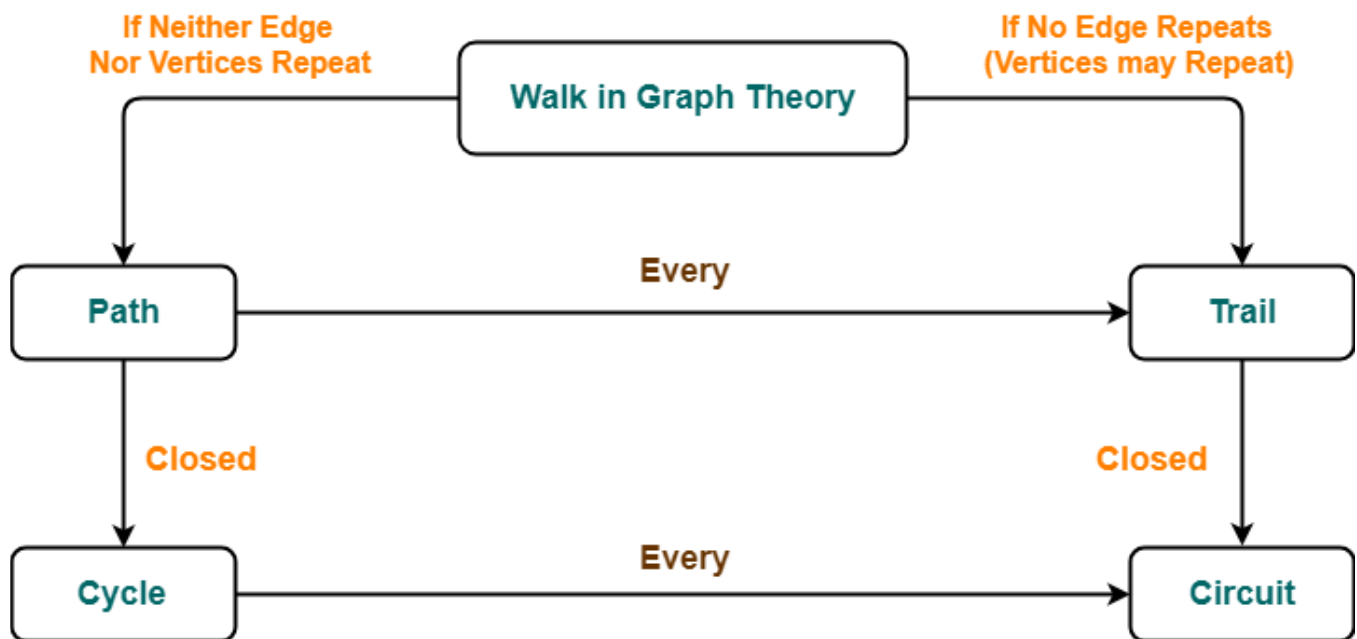 If Neither Edge
Nor Vertices Repeat
Walk in Graph Theory
If No Edge Repeats
(Vertices may Repeat)
Path
Every
Trail
Closed
Closed
Cycle
Every
Circuit